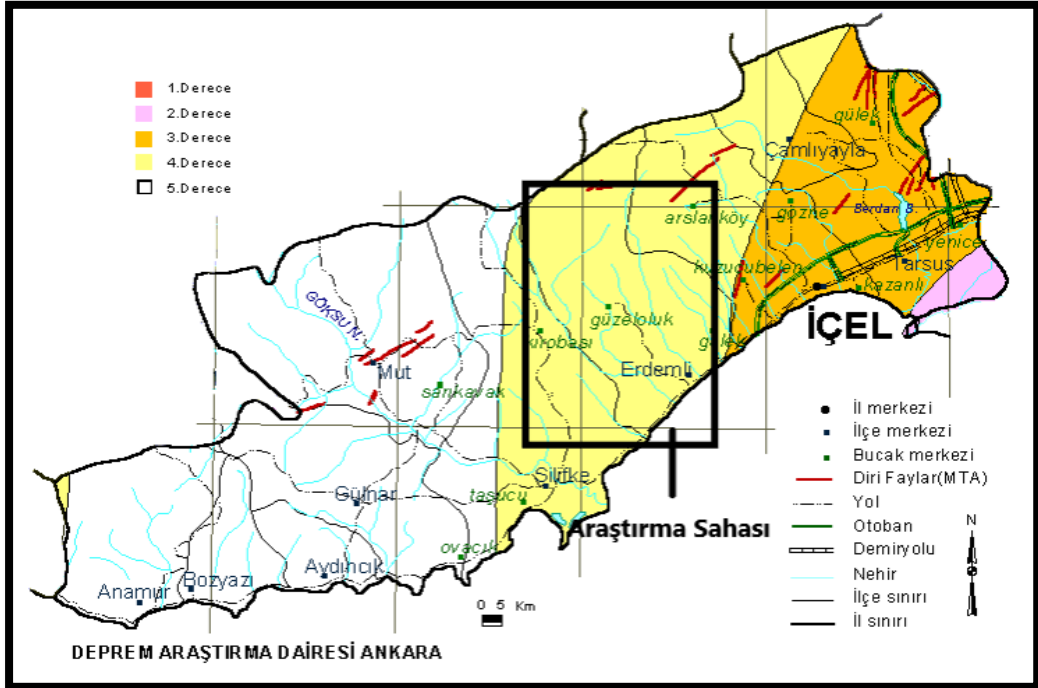 1.Derece
2.Derece
3.Derece
4.Derece
5.Derece
gülek
Çamlıyayla
arslanköy
gözne
Berdan B.
yenice
Tarsus
kuzucubelen
kazanlı
İÇEL
GÖKSU N.
güzeloluk
kırobası
Mut
Erdemli
sarıkavak
Silifke
taşucu
Gülnar
Araştırma Sahası
ovacık
Aydıncık
Bozyazı
Anamur
0 5 Km
İl merkezi
İlçe merkezi
Bucak merkezi
Diri Faylar(MTA)
Yol
Otoban
Demiryolu
Nehir
İlçe sınırı
İl sınırı
N
DEPREM ARAŞTIRMA DAİRESİ ANKARA